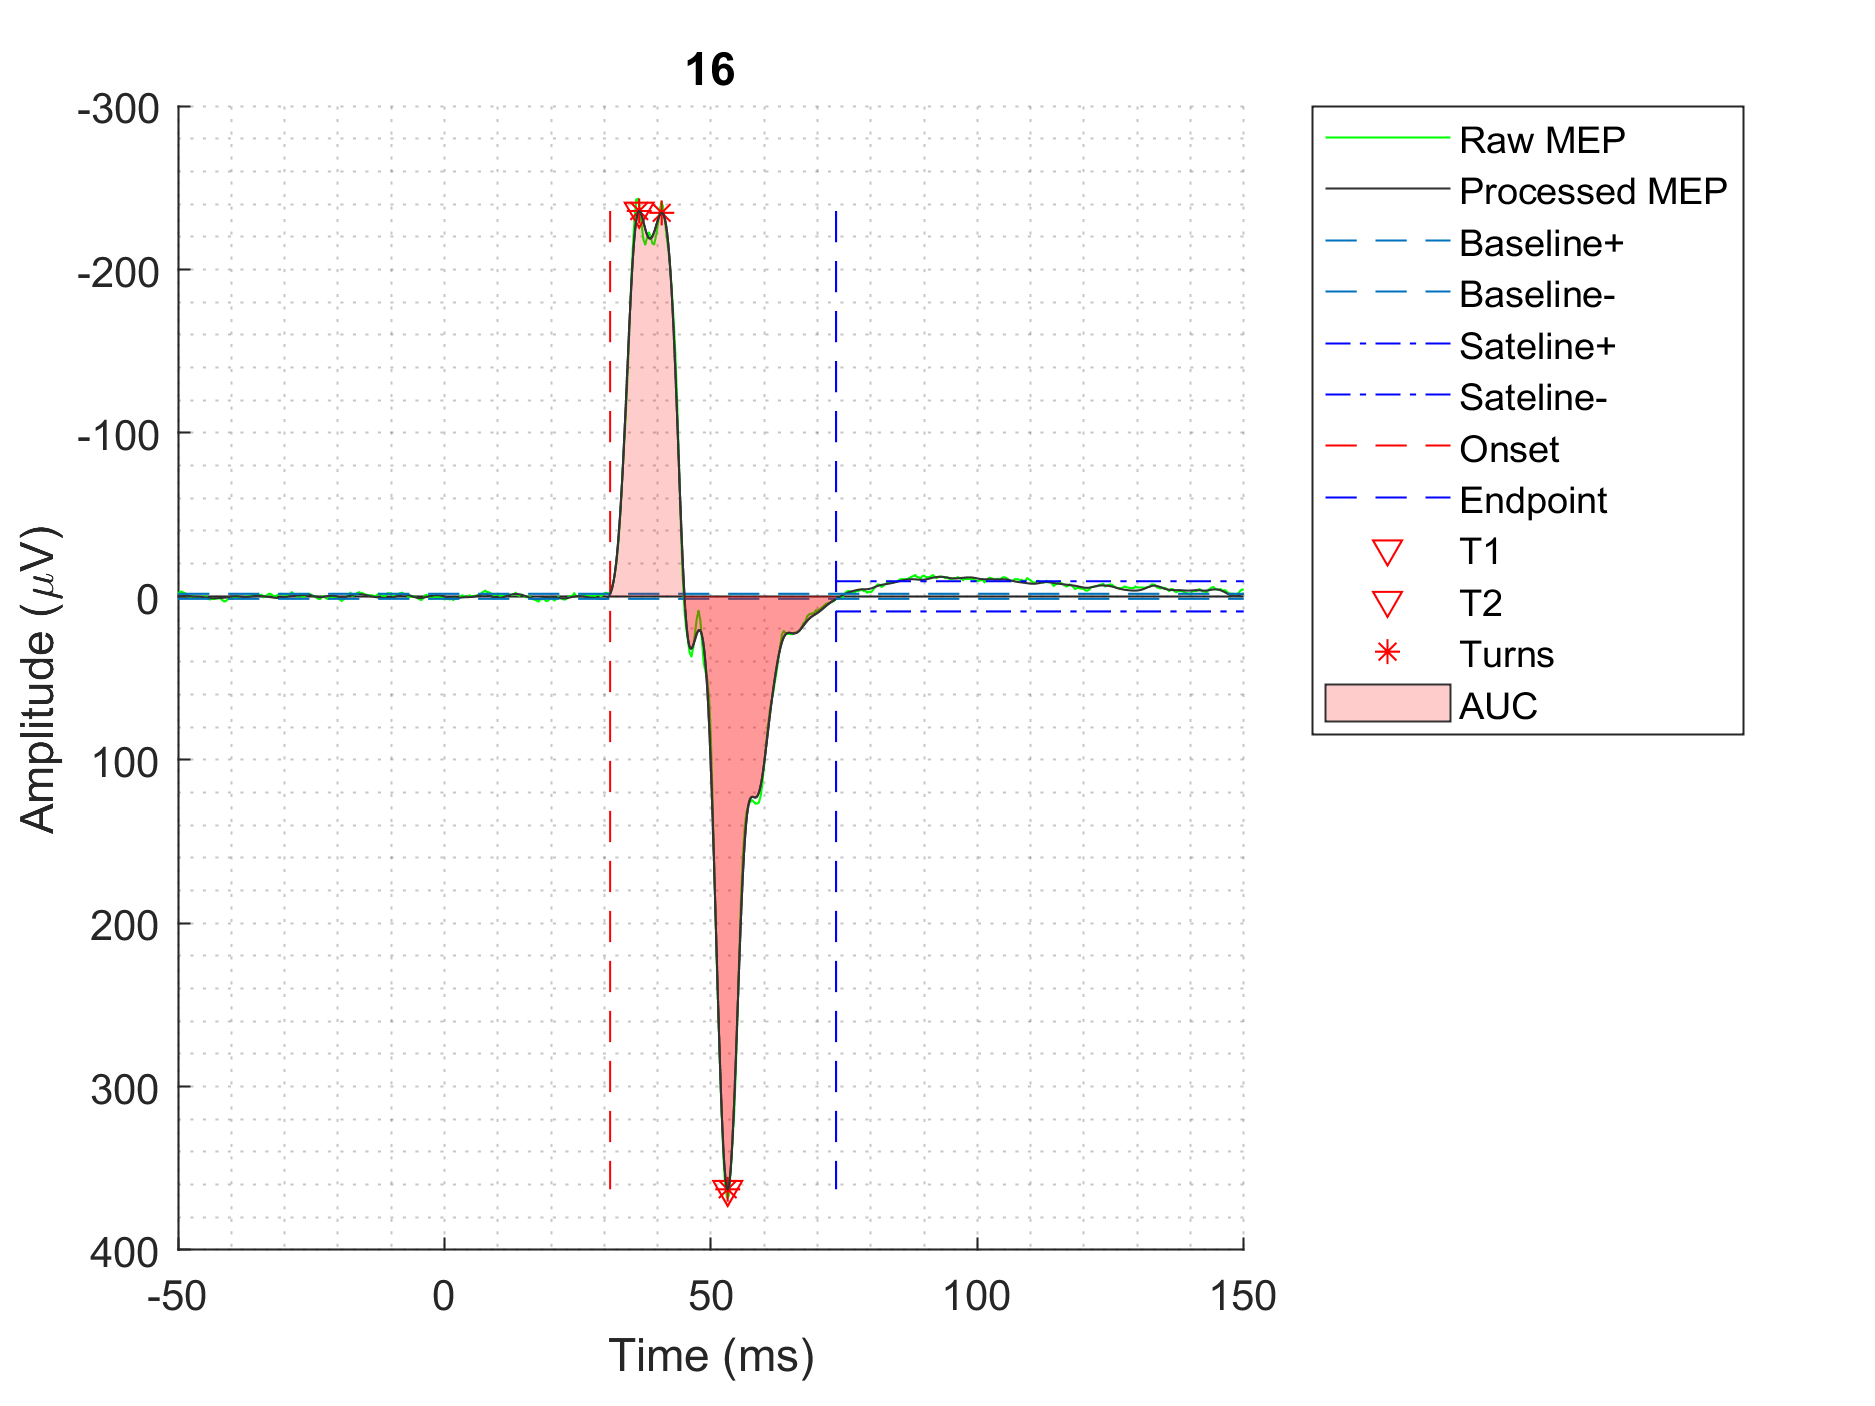 16
-300
-200
-100
0
100
200
300
400
Amplitude (μV)
-50 0 50 100 150
Time (ms)
Raw MEP
Processed MEP
Baseline+
Baseline-
Sateline+
Sateline-
Onset
Endpoint
T1
T2
Turns
AUC